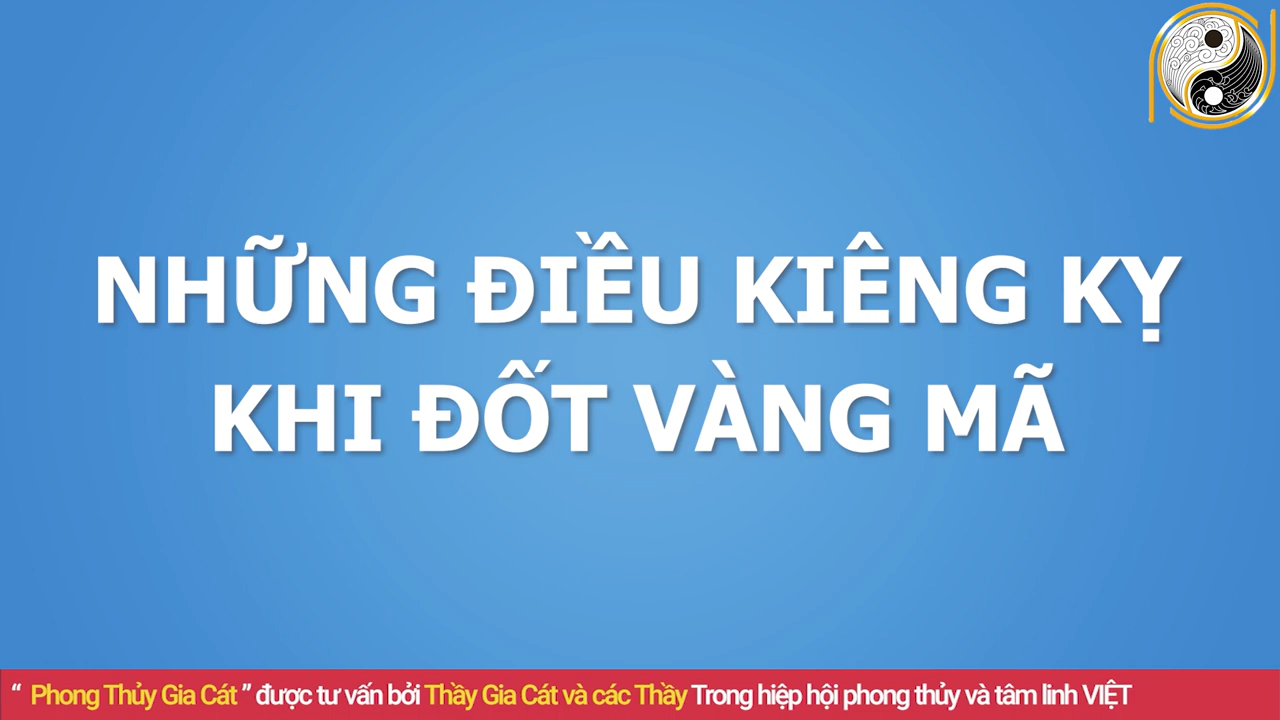 NHỮNG ĐIỀU KIÊNG KỴ
KHI ĐỐT VÀNG MÃ
“ Phong Thủy Gia Cát ” được tư vấn bởi Thầy Gia Cát và các Thầy Trong hiệp hội phong thủy và tâm linh VIỆT